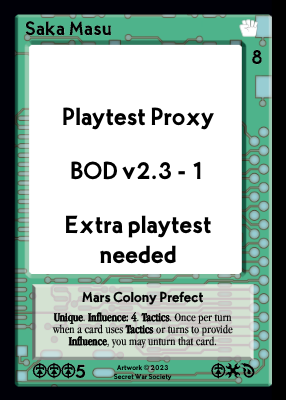 Saka Masu
8
Playtest Proxy
BOD v2.3 - 1
Extra playtest
needed
Mars Colony Prefect
Unique. Influence: 4. Tactics. Once per turn
when a card uses Tactics or turns to provide
Influence, you may unturn that card.
5
Artwork © 2023
Secret War Society